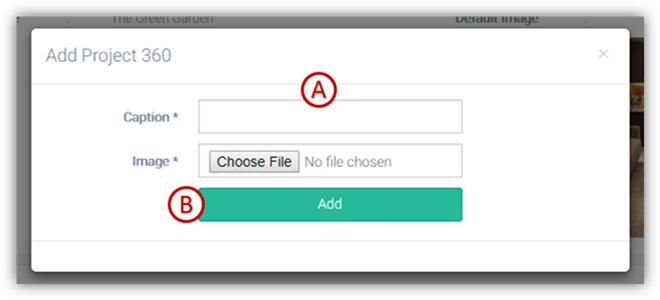 The Green Garden
Default Image
Add Project 360
×
A
Caption *
Image *
Choose File No file chosen
B
Add